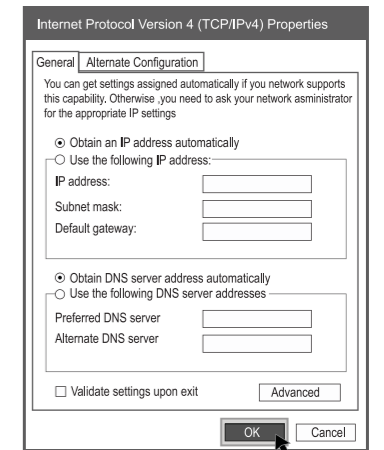 Internet Protocol Version 4 (TCP/IPv4) Properties
General Alternate Configuration
You can get settings assigned automatically if you network supports
this capability. Otherwise ,you need to ask your network asministrator
for the appropriate IP settings
Obtain an IP address automatically
Use the following IP address:
IP address:
Subnet mask:
Default gateway:
Obtain DNS server address automatically
Use the following DNS server addresses
Preferred DNS server
Alternate DNS server
Validate settings upon exit
Advanced
OK Cancel